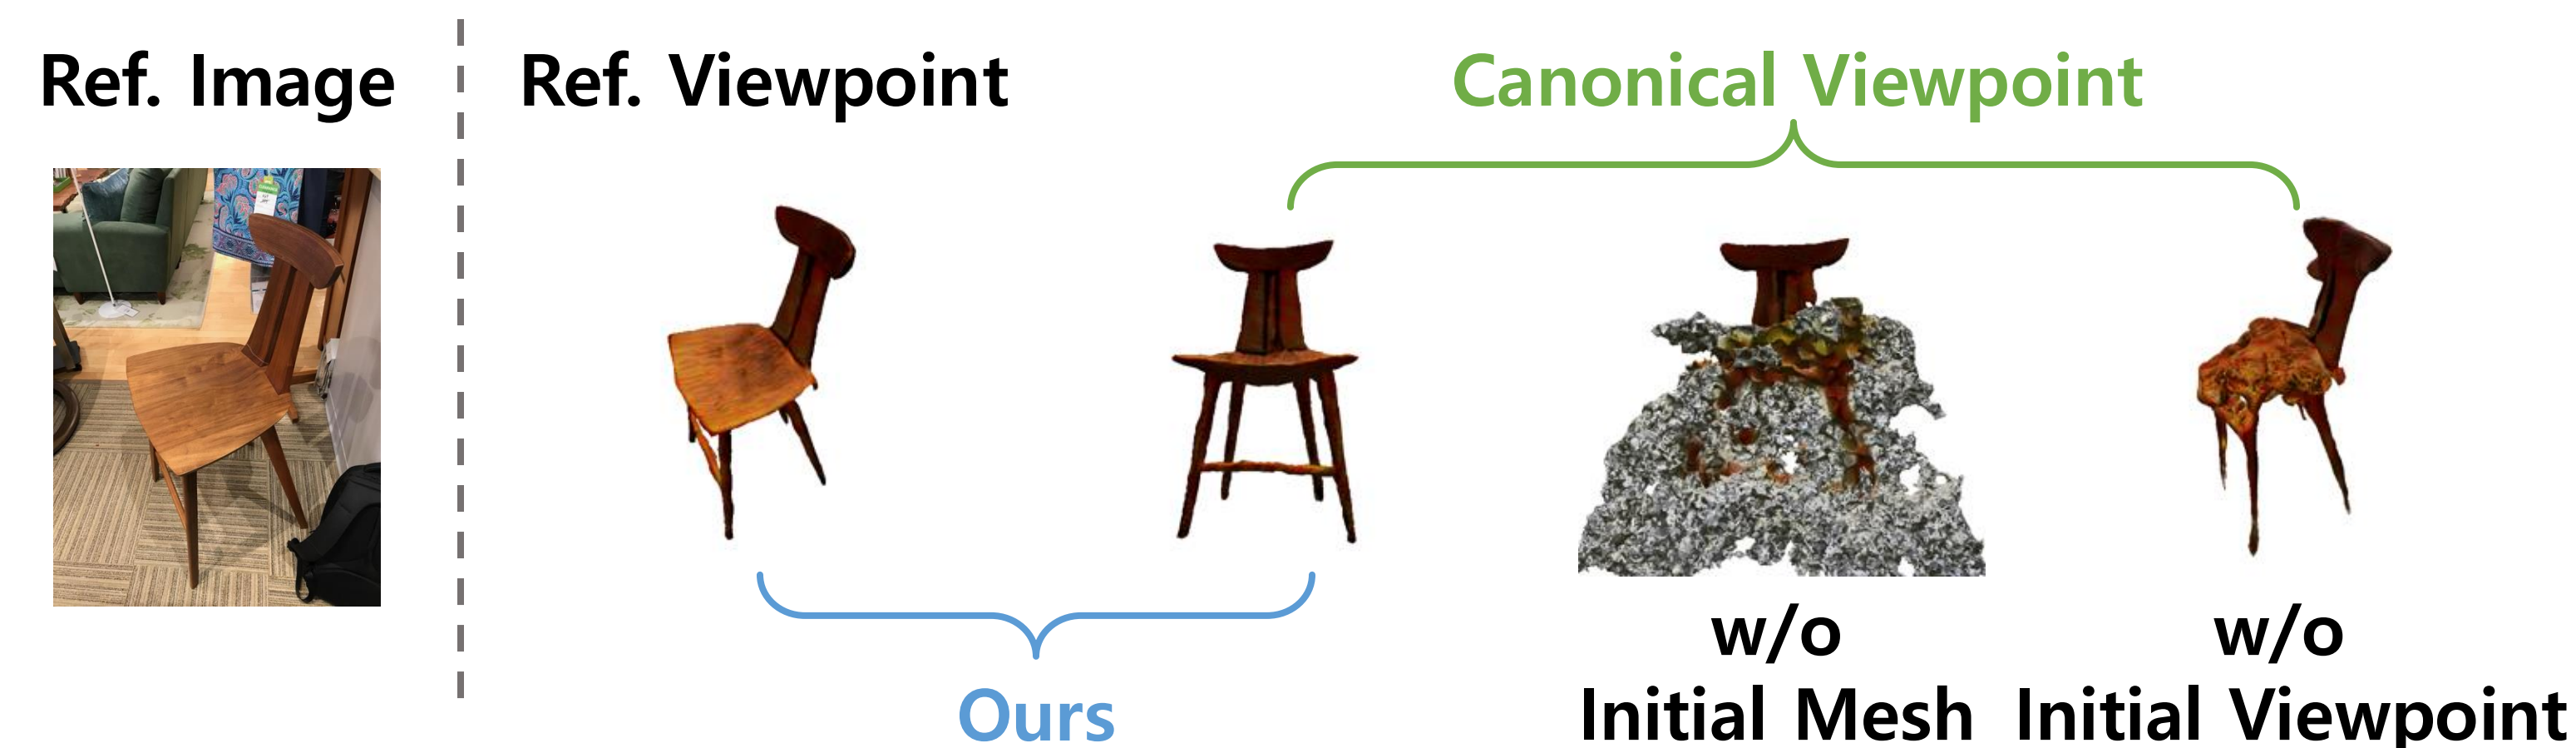 Ref. Image
Ref. Viewpoint
Canonical Viewpoint
Ours
w/o
Initial Mesh
w/o
Initial Viewpoint